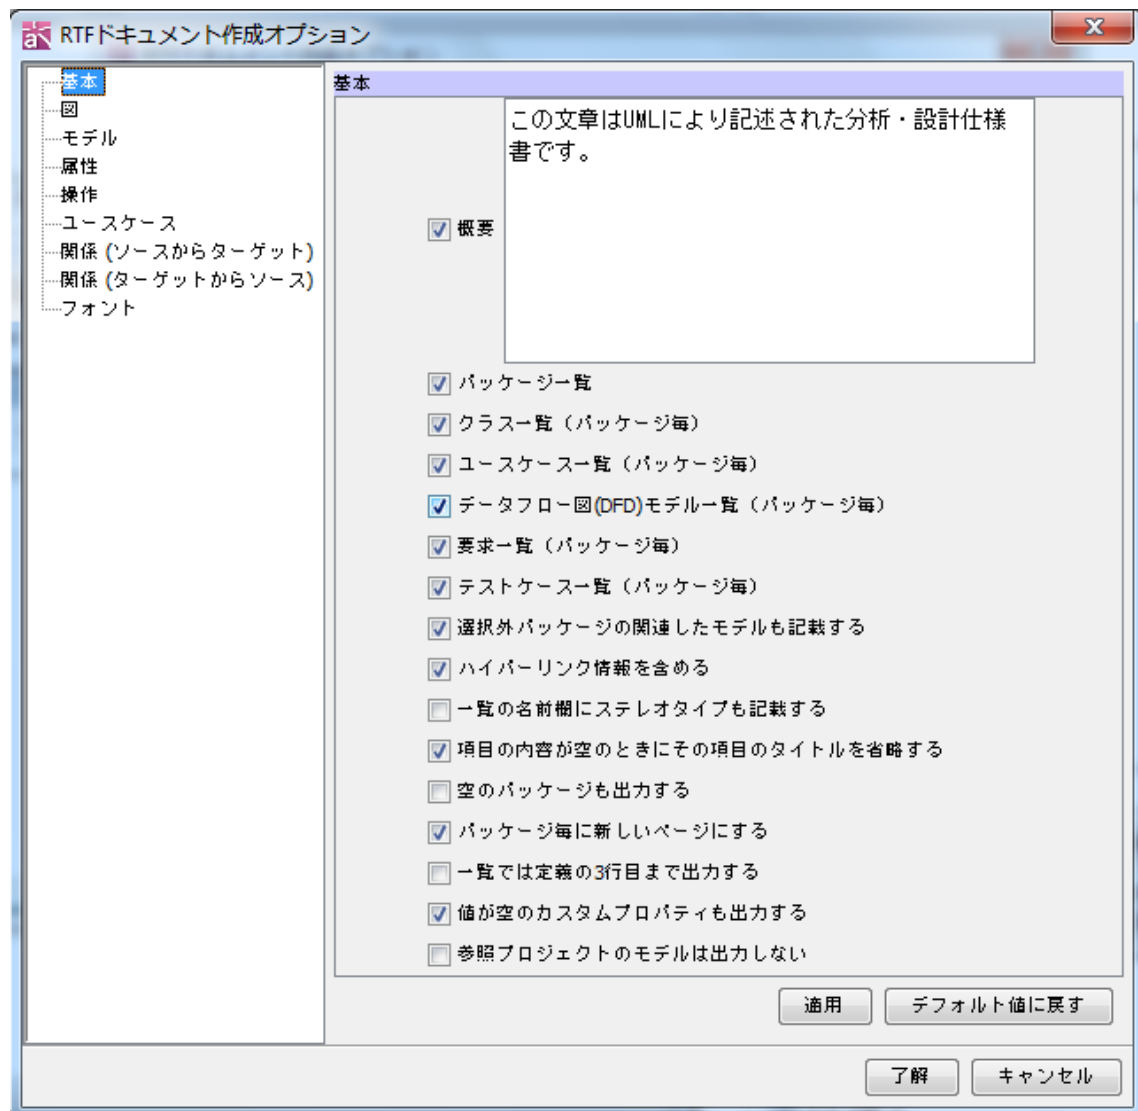 RTFドキュメント作成オプション
基本
図
モデル
属性
操作
ユースケース
関係 (ソースからターゲット)
関係 (ターゲットからソース)
フォント
基本
概要
この文章はUMLにより記述された分析・設計仕様
書です。
パッケージ一覧
クラス一覧（パッケージ毎）
ユースケース一覧（パッケージ毎）
データフロー図(DFD)モデル一覧（パッケージ毎）
要求一覧（パッケージ毎）
テストケース一覧（パッケージ毎）
選択外パッケージの関連したモデルも記載する
ハイパーリンク情報を含める
一覧の名前欄にステレオタイプも記載する
項目の内容が空のときにその項目のタイトルを省略する
空のパッケージも出力する
パッケージ毎に新しいページにする
一覧では定義の3行目まで出力する
値が空のカスタムプロパティも出力する
参照プロジェクトのモデルは出力しない
適用
デフォルト値に戻す
了解
キャンセル